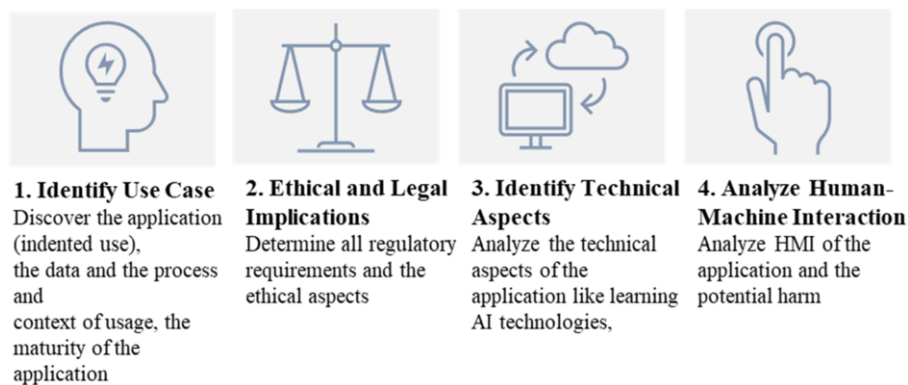 1. Identify Use Case
Discover the application
(indented use),
the data and the process
and
context of usage, the
maturity of the
application
2. Ethical and Legal
Implications
Determine all regulatory
requirements and the
ethical aspects
3. Identify Technical
Aspects
Analyze the technical
aspects of the
application like learning
AI technologies,
4. Analyze Human-
Machine Interaction
Analyze HMI of the
application and the
potential harm